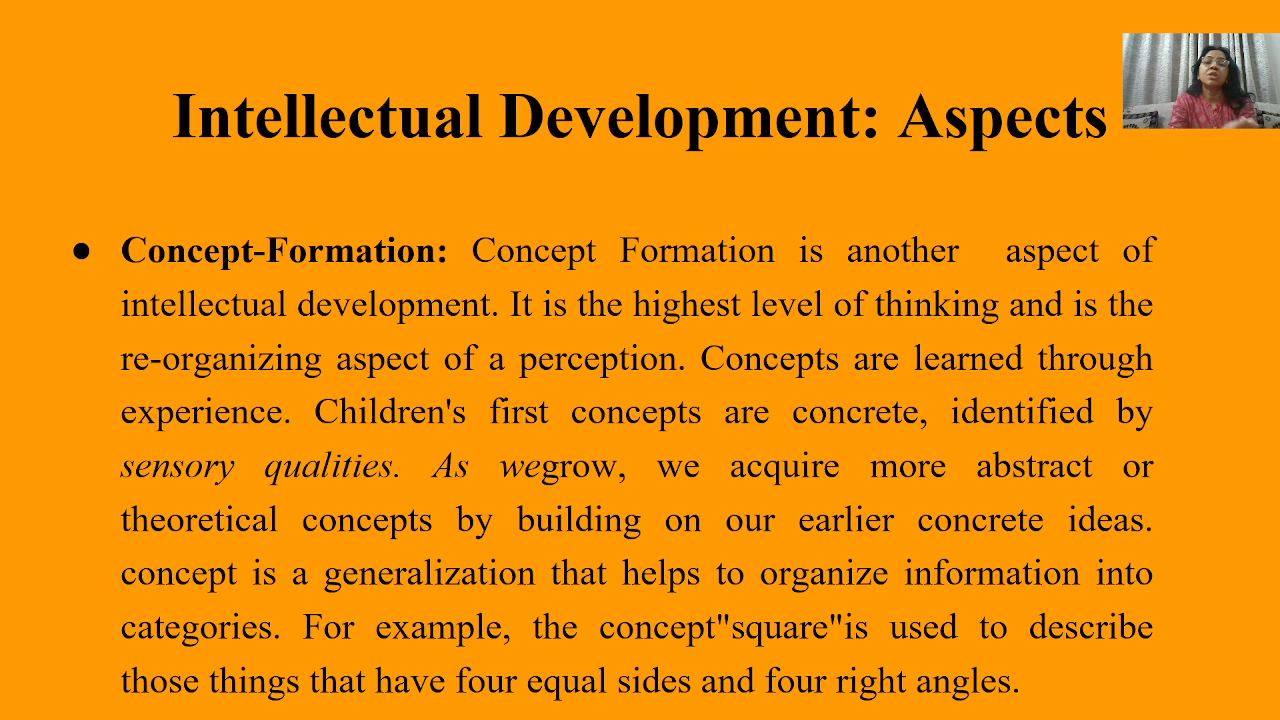 Intellectual Development: Aspects
● Concept-Formation: Concept Formation is another aspect of
intellectual development. It is the highest level of thinking and is the
re-organizing aspect of a perception. Concepts are learned through
experience. Children's first concepts are concrete, identified by
sensory qualities. As wegrow, we acquire more abstract or
theoretical concepts by building on our earlier concrete ideas.
concept is a generalization that helps to organize information into
categories. For example, the concept"square"is used to describe
those things that have four equal sides and four right angles.